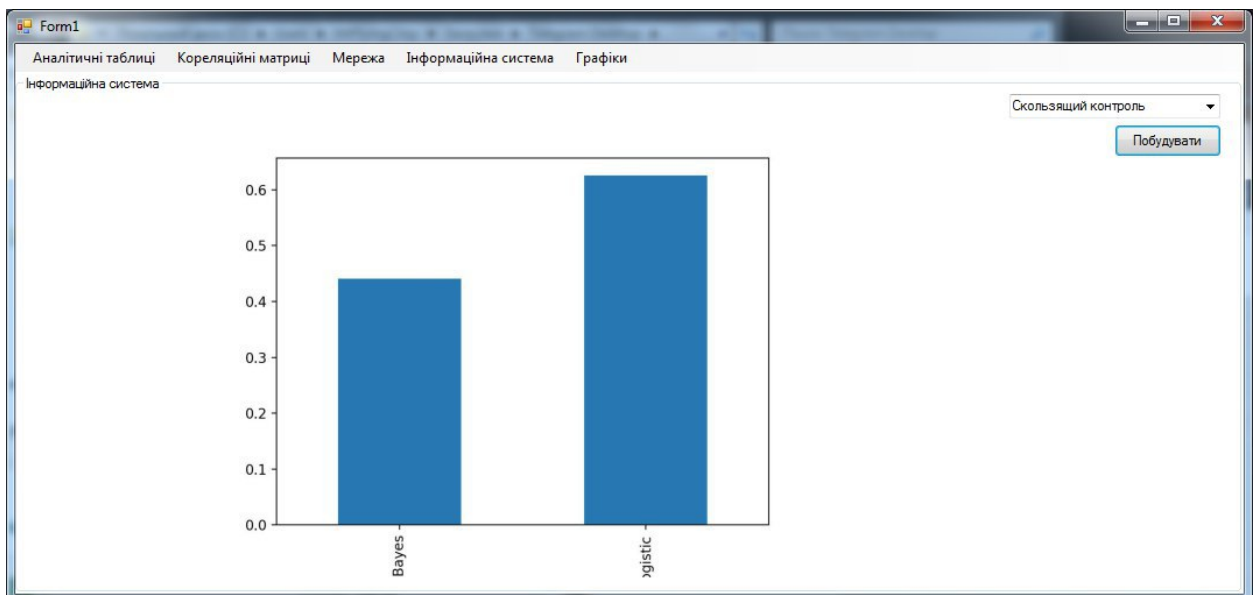 Form1
Аналітичні таблиці Кореляційні матриці Мережа Інформаційна система Графіки
Інформаційна система
Скользящий контроль
Побудувати
0.6
0.5
0.4
0.3
0.2
0.1
0.0
Bayes
ogistic